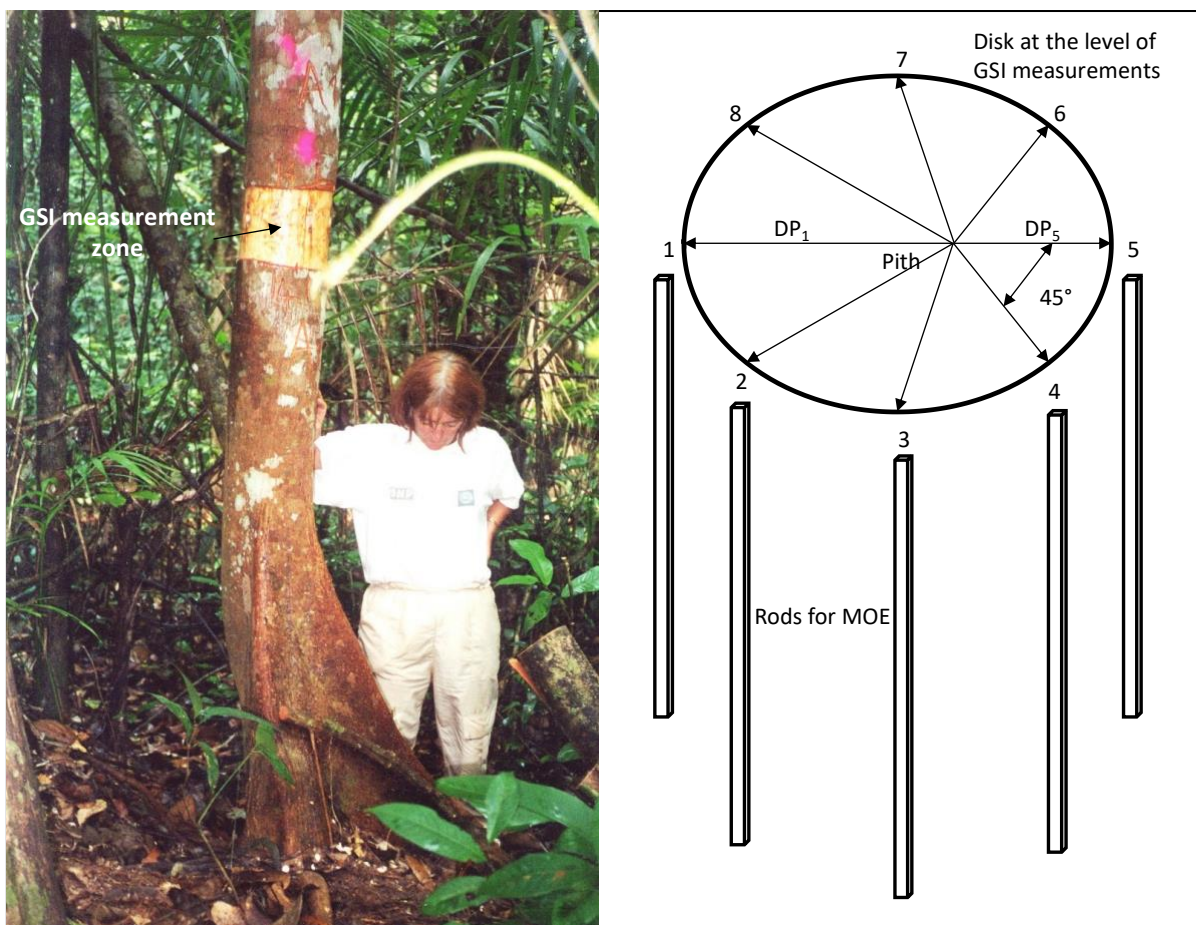 GSI measurement
zone
Disk at the level of
GSI measurements
7
8
6
DP1
DP5
1
Pith
5
45°
2
4
3
Rods for MOE